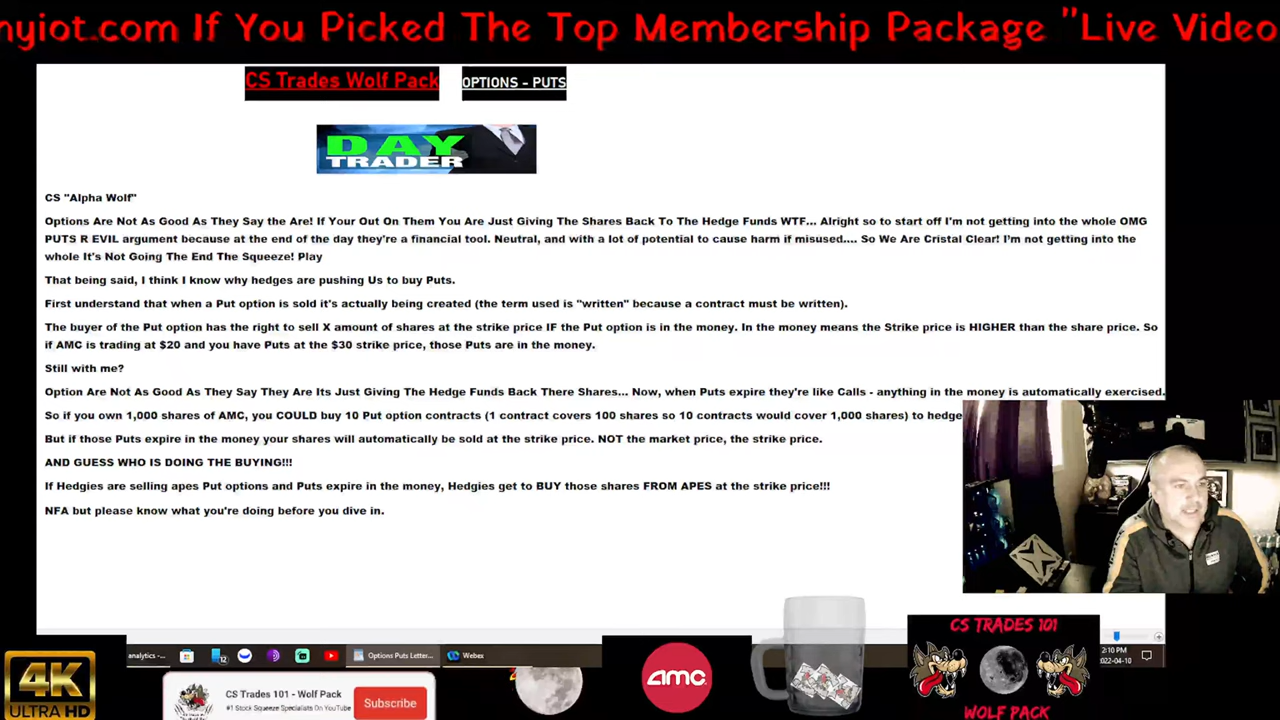 nyiot.com If You Picked The Top Membership Package "Live Video
CS Trades Wolf Pack
OPTIONS - PUTS
DAY
TRADER
CS "Alpha Wolf"
Options Are Not As Good As They Say the Are! If Your Out On Them You Are Just Giving The Shares Back To The Hedge Funds WTF... Alright so to start off I'm not getting into the whole OMG
PUTS R EVIL argument because at the end of the day they're a financial tool. Neutral, and with a lot of potential to cause harm if misused.... So We Are Cristal Clear! I'm not getting into the
whole It's Not Going The End The Squeeze! Play
That being said, I think I know why hedges are pushing Us to buy Puts.
First understand that when a Put option is sold it's actually being created (the term used is "written" because a contract must be written).
The buyer of the Put option has the right to sell X amount of shares at the strike price IF the Put option is in the money. In the money means the Strike price is HIGHER than the share price. So
if AMC is trading at $20 and you have Puts at the $30 strike price, those Puts are in the money.
Still with me?
Option Are Not As Good As They Say They Are Its Just Giving The Hedge Funds Back There Shares... Now, when Puts expire they're like Calls - anything in the money is automatically exercised.
So if you own 1,000 shares of AMC, you COULD buy 10 Put option contracts (1 contract covers 100 shares so 10 contracts would cover 1,000 shares) to hedge
But if those Puts expire in the money your shares will automatically be sold at the strike price. NOT the market price, the strike price.
AND GUESS WHO IS DOING THE BUYING!!!
If Hedgies are selling apes Put options and Puts expire in the money, Hedgies get to BUY those shares FROM APES at the strike price!!!
NFA but please know what you're doing before you dive in.
analytics-...
12
Options Puts Letter...
Webex
2:10 PM
2022-04-10
4K
ULTRA HD
CS Trades 101 - Wolf Pack
#1 Stock Squeeze Specialists On YouTube
Subscribe
amc
CS TRADES 101
WOLF PACK